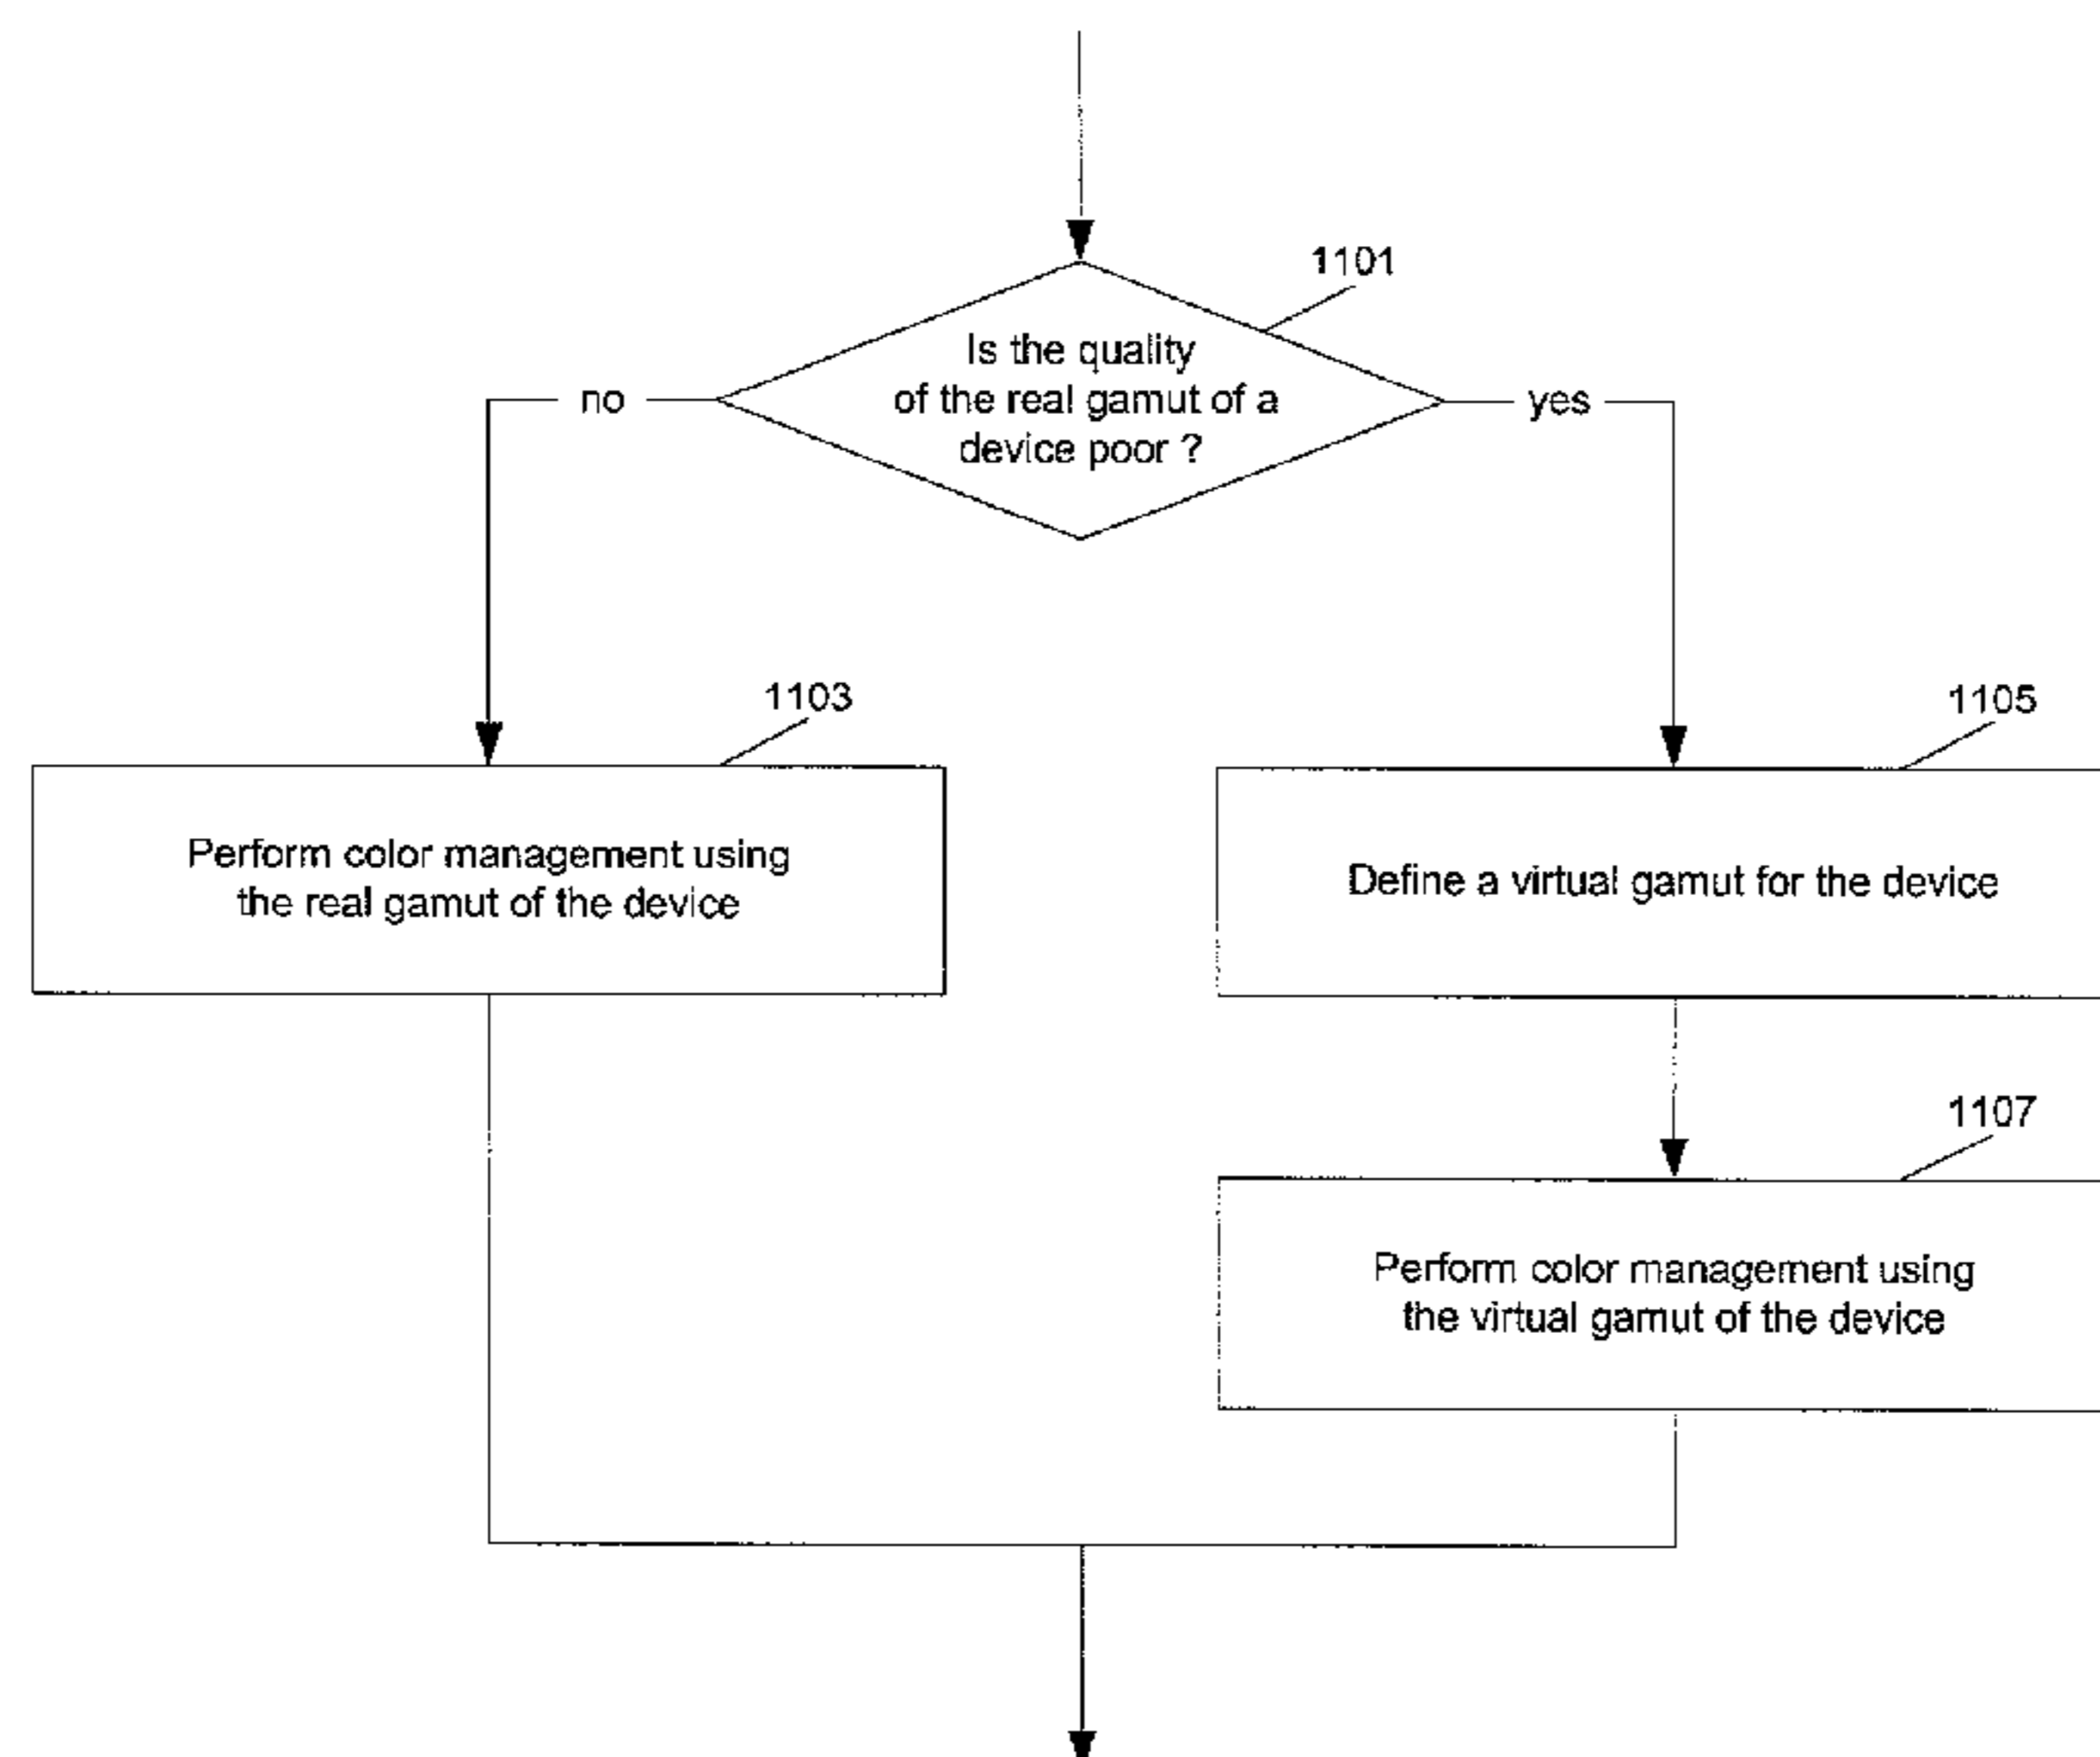 1101
Is the quality
of the real gamut of a
device poor ?
no
yes
1103
1105
Perform color management using
the real gamut of the device
Define a virtual gamut for the device
1107
Perform color management using
the virtual gamut of the device